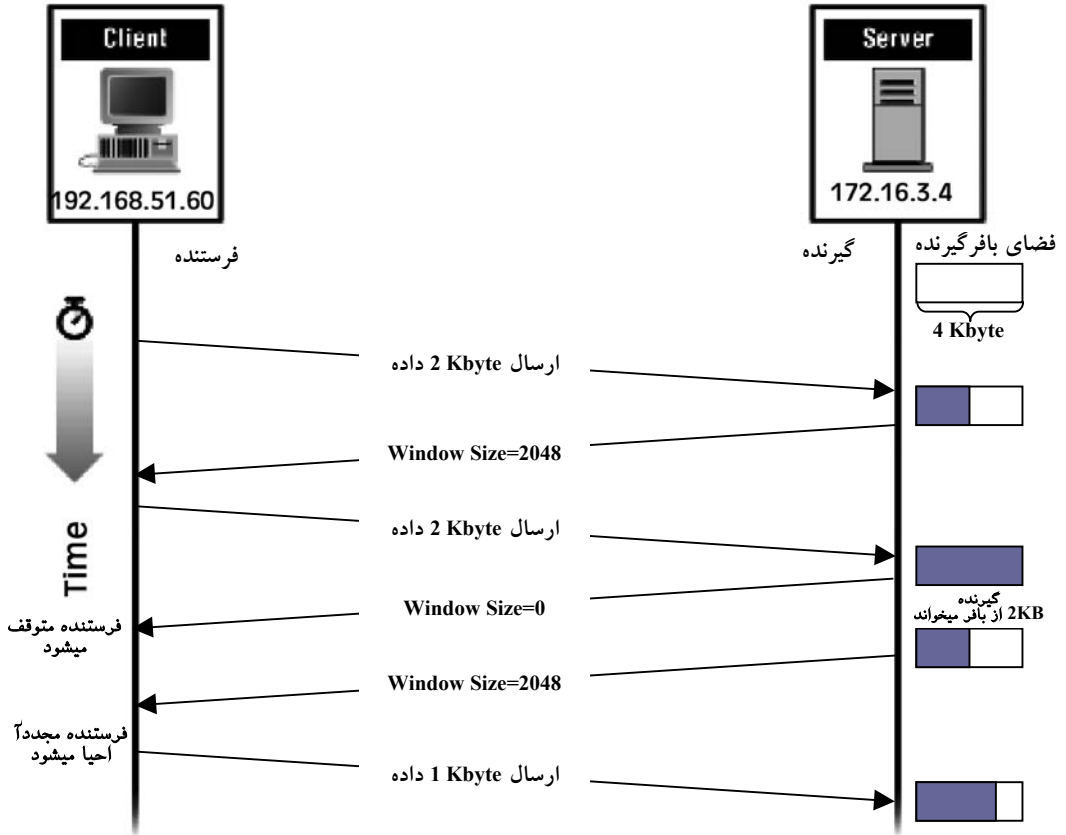 Client
192.168.51.60
Server
172.16.3.4
فرستنده
گیرنده
فضای بافرگیرنده
4 Kbyte
ارسال 2 Kbyte داده
Window Size=2048
ارسال 2 Kbyte داده
Time
Window Size=0
گیرنده
2KB از بافر میخواند
فرستنده متوقف
میشود
Window Size=2048
فرستنده مجددآ
احیا میشود
ارسال 1 Kbyte داده